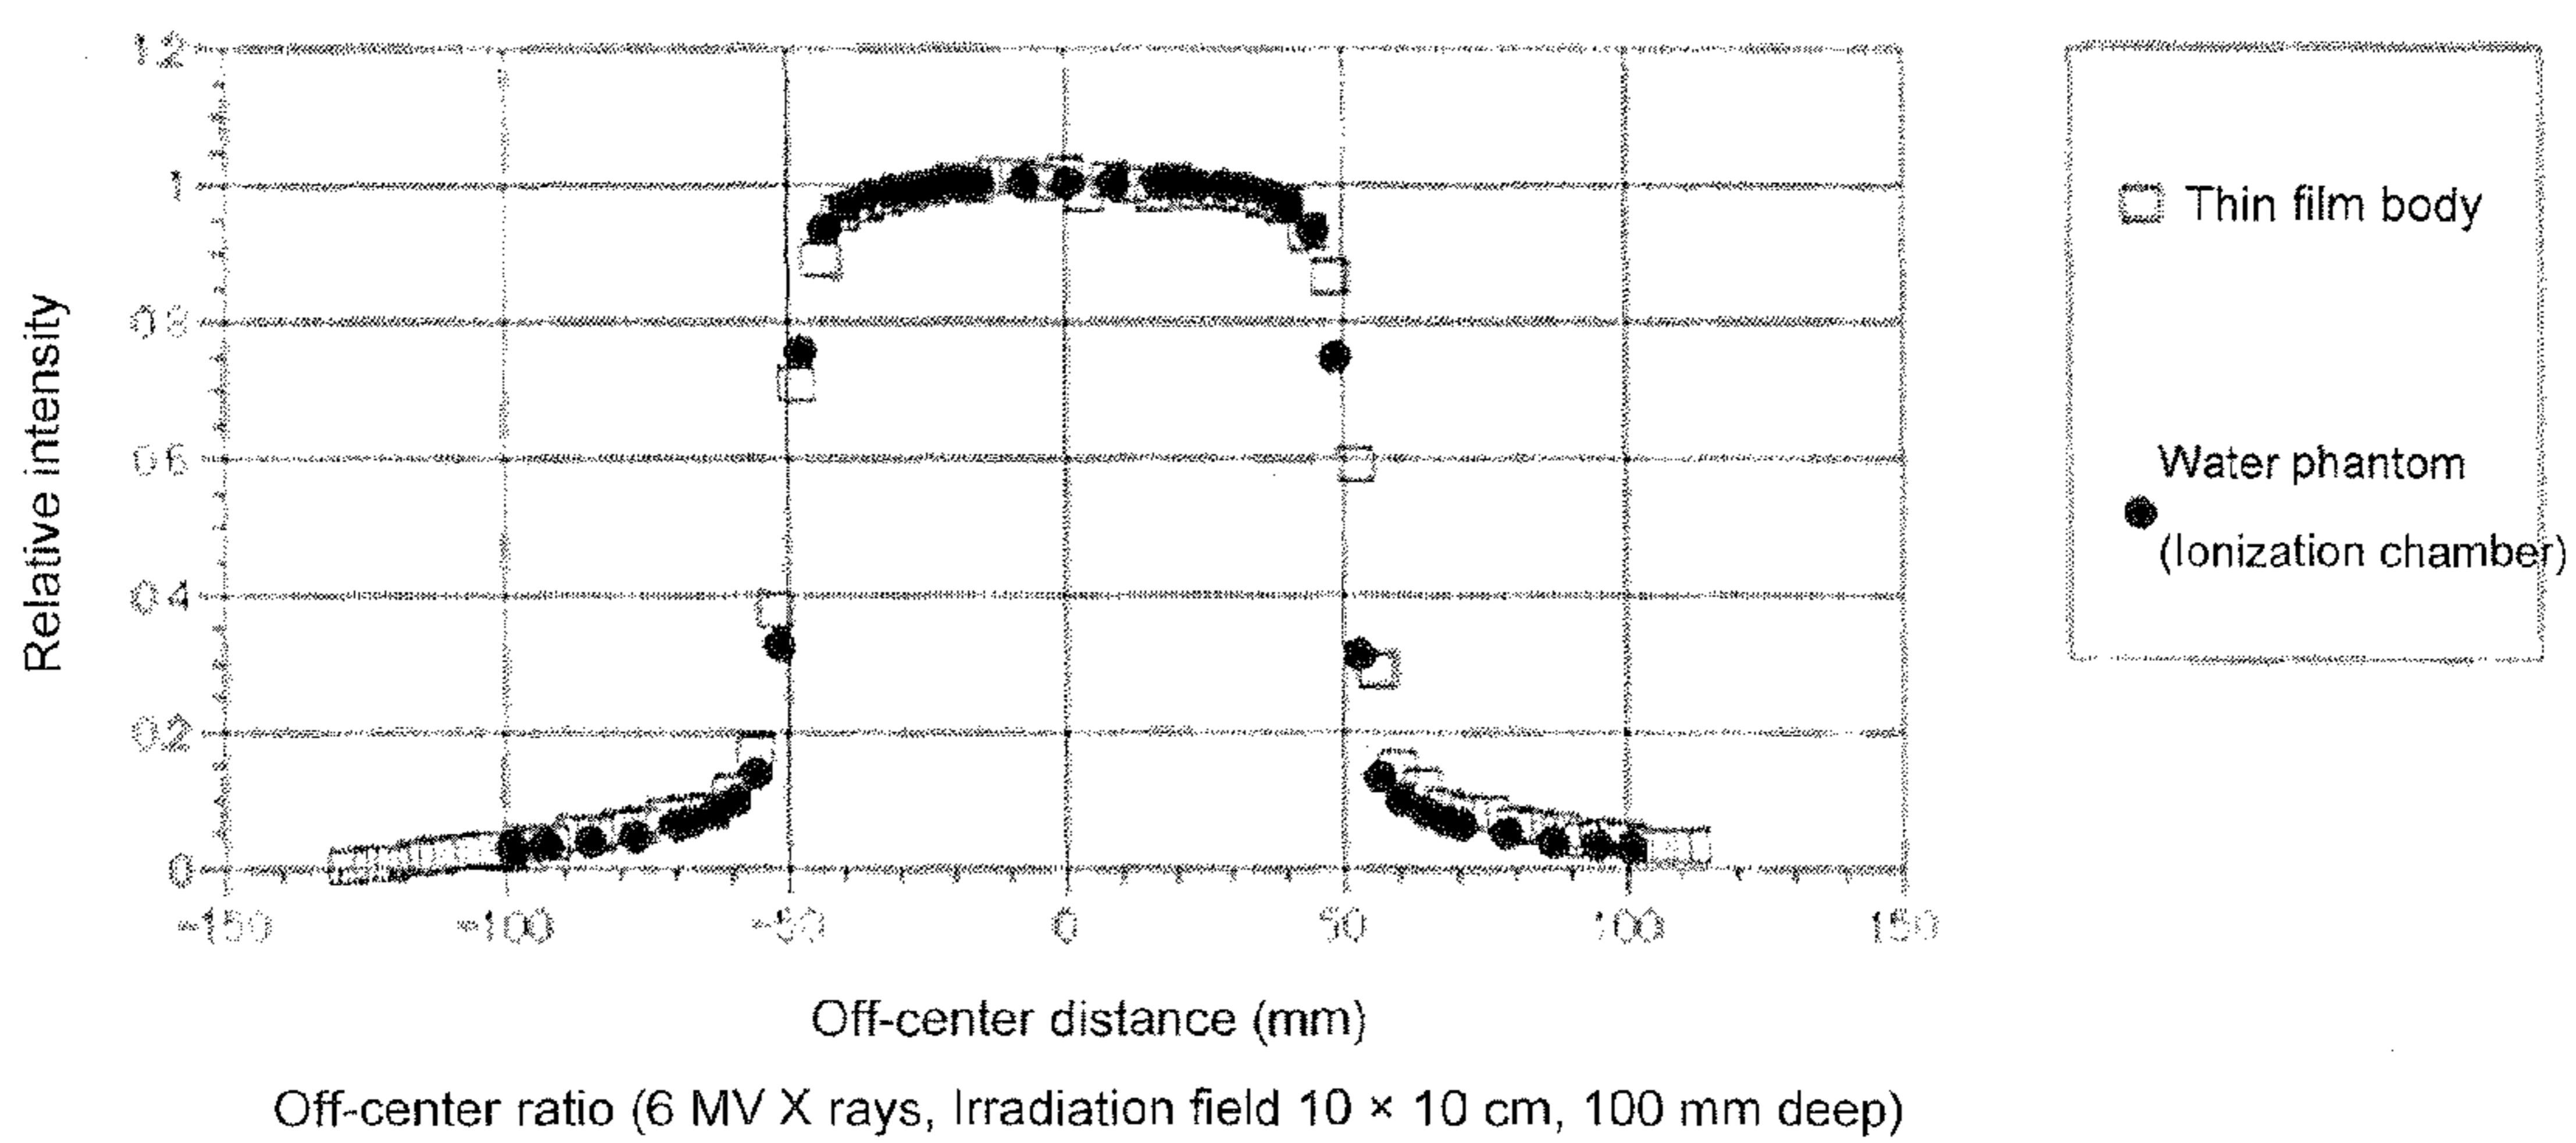 1.2
1
0.8
0.6
0.4
0.2
0
Relative intensity
-150 -100 -50 0 50 100 150
Off-center distance (mm)
Off-center ratio (6 MV X rays, Irradiation field 10 × 10 cm, 100 mm deep)
Thin film body
Water phantom
(Ionization chamber)